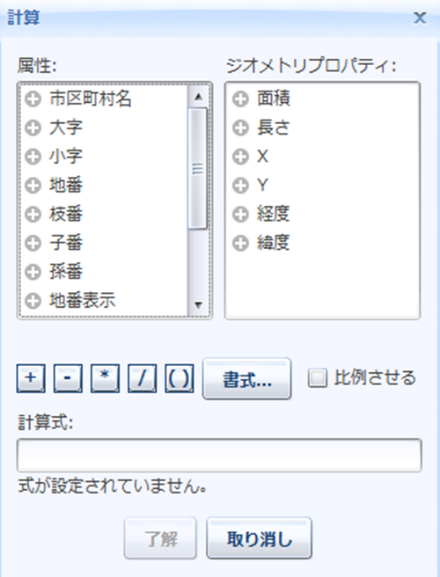 計算
属性:
市区町村名
大字
小字
地番
枝番
子番
孫番
地番表示
ジオメトリプロパティ:
面積
長さ
X
Y
経度
緯度
+ - * / ( ) 書式... 比例させる
計算式:
式が設定されていません。
了解 取り消し